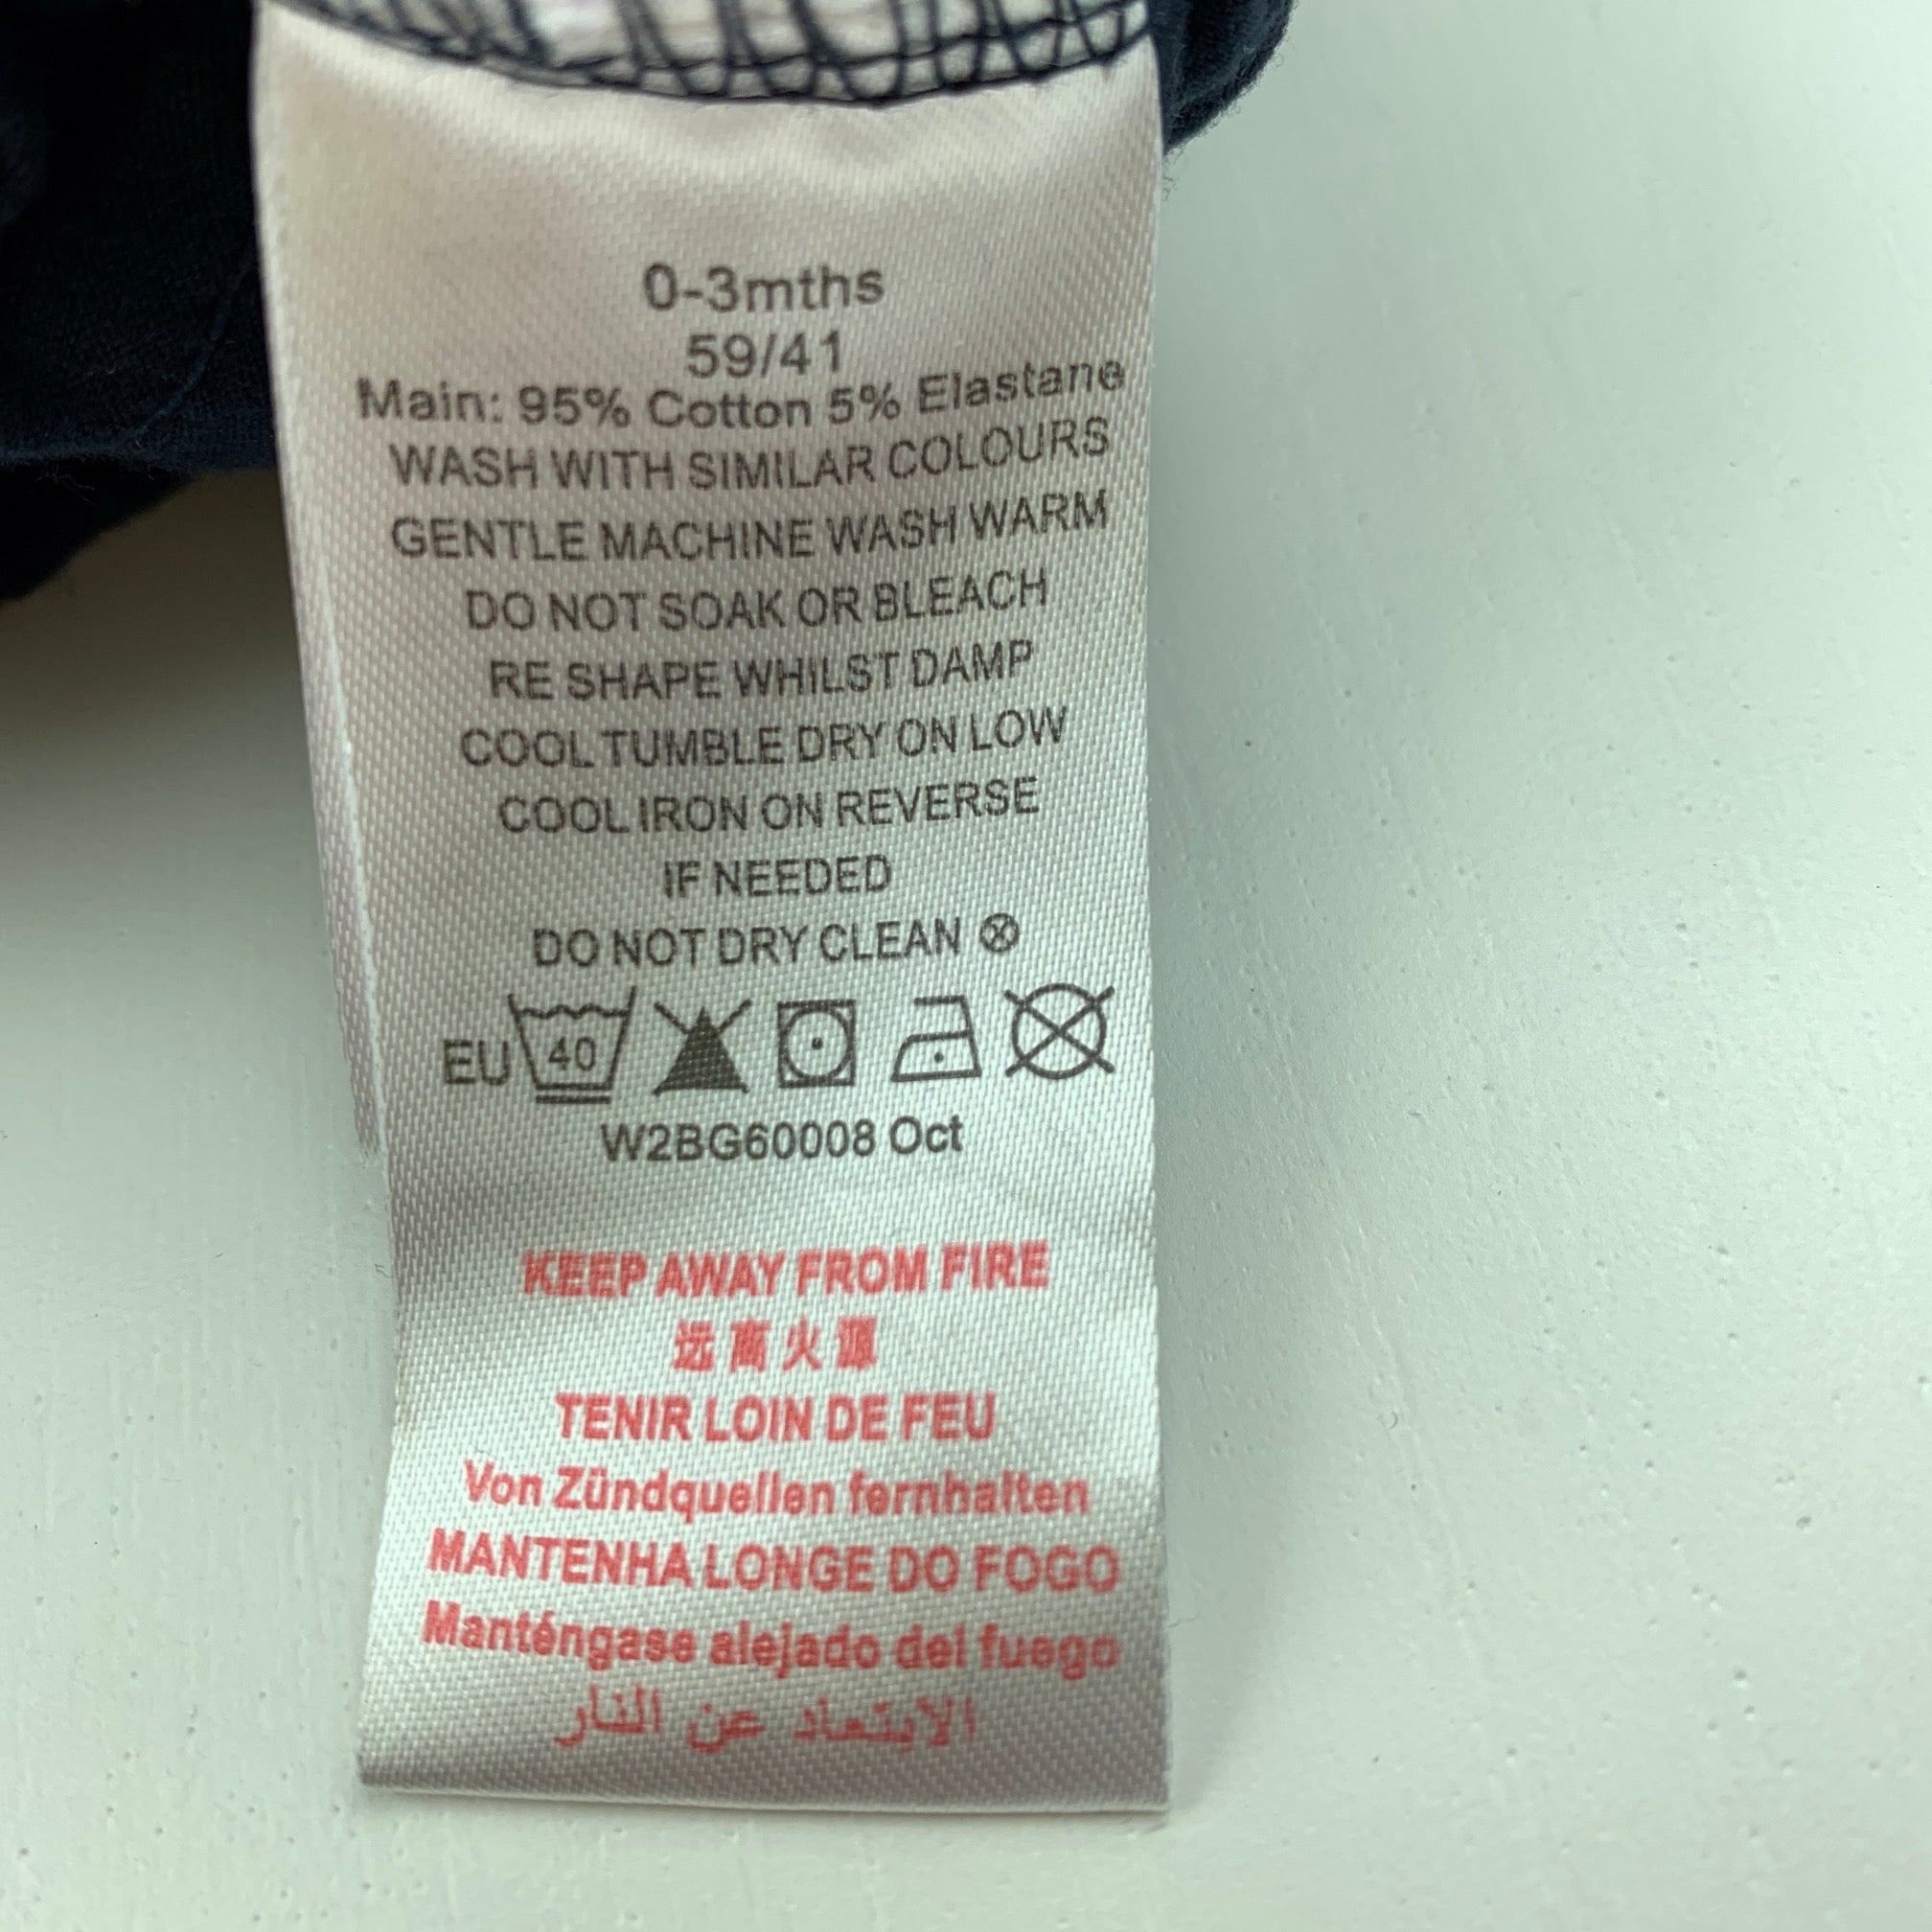 0-3mths
59/41
Main: 95% Cotton 5% Elastane
WASH WITH SIMILAR COLOURS
GENTLE MACHINE WASH WARM
DO NOT SOAK OR BLEACH
RE SHAPE WHILST DAMP
COOL TUMBLE DRY ON LOW
COOL IRON ON REVERSE
IF NEEDED
DO NOT DRY CLEAN ⊗
EU 40
W2BG60008 Oct
KEEP AWAY FROM FIRE
远离火源
TENIR LOIN DE FEU
Von Zündquellen fernhalten
MANTENHA LONGE DO FOGO
Manténgase alejado del fuego
الابتعاد عن النار